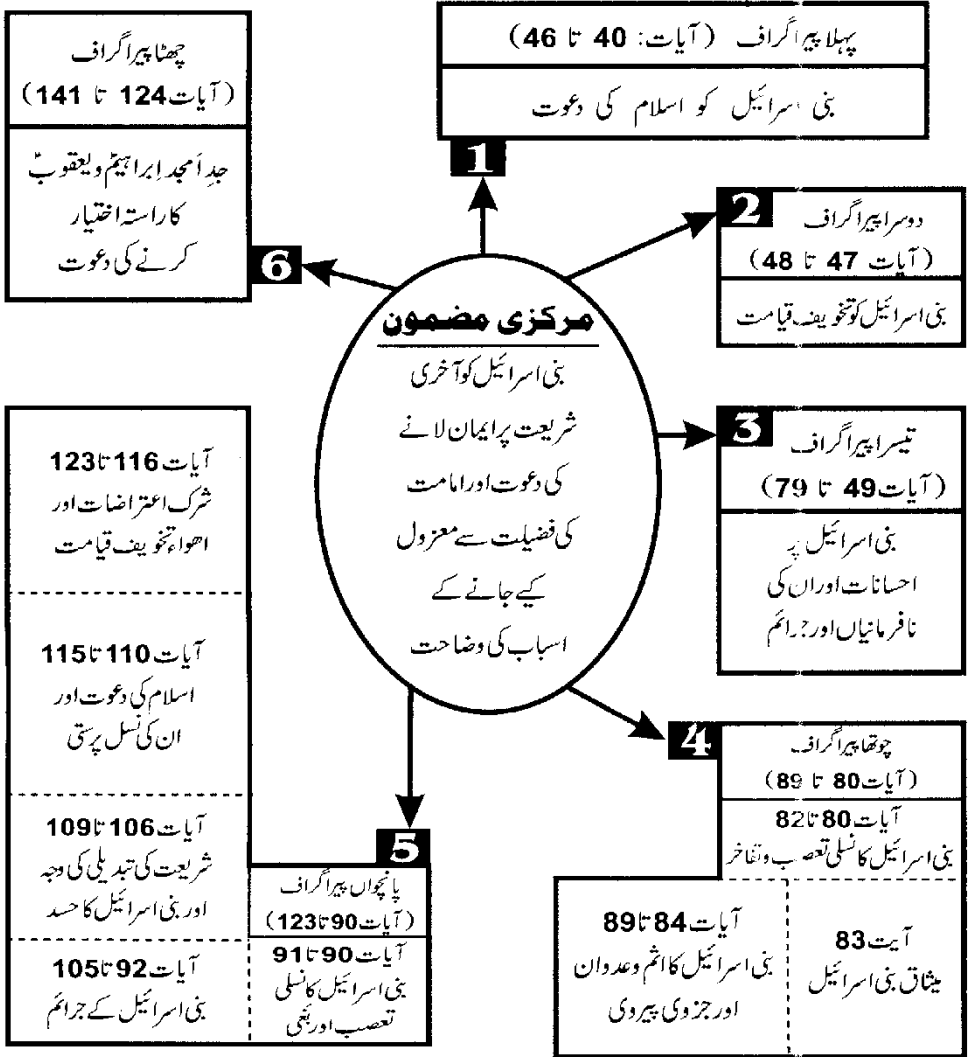 پہلا پیراگراف (آیات: 40 تا 46)
بنی اسرائیل کو اسلام کی دعوت
1
2
دوسرا پیراگراف
(آیات 47 تا 48)
بنی اسرائیل کو تخویف قیامت
3
تیسرا پیراگراف
(آیات 49 تا 79)
بنی اسرائیل پر
احسانات اور ان کی
نافرمانیاں اور جرائم
4
چوتھا پیراگراف
(آیات 80 تا 89)
آیات 80 تا 82
بنی اسرائیل کا نسلی تعصب و تفاخر
آیت 83
میثاق بنی اسرائیل
آیات 84 تا 89
بنی اسرائیل کا اثم و عدوان
اور جزوی پیروی
5
پانچواں پیراگراف
(آیات 90 تا 123)
آیات 90 تا 91
بنی اسرائیل کا نسلی
تعصب اور بغی
آیات 92 تا 105
بنی اسرائیل کے جرائم
آیات 106 تا 109
شریعت کی تبدیلی کی وجہ
اور بنی اسرائیل کا حسد
آیات 110 تا 115
اسلام کی دعوت اور
ان کی نسل پرستی
آیات 116 تا 123
شرک اعتراضات اور
اھواء تخویف قیامت
6
چھٹا پیراگراف
(آیات 124 تا 141)
جدِ اَمجد اِبراہیمؑ و یعقوبؑ
کا راستہ اختیار
کرنے کی دعوت
مرکزی مضمون
بنی اسرائیل کو آخری
شریعت پر ایمان لانے
کی دعوت اور امامت
کی فضیلت سے معزول
کیے جانے کے
اسباب کی وضاحت